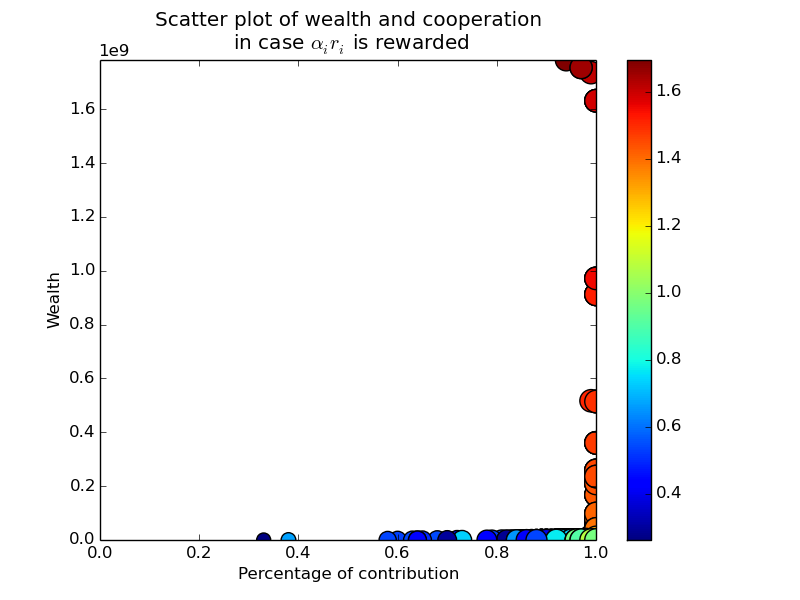 Scatter plot of wealth and cooperation
in case $\alpha_i r_i$ is rewarded
1e9
1.6
1.4
1.2
1.0
0.8
0.6
0.4
0.2
0.0
Wealth
0.0 0.2 0.4 0.6 0.8 1.0
Percentage of contribution
1.6
1.4
1.2
1.0
0.8
0.6
0.4